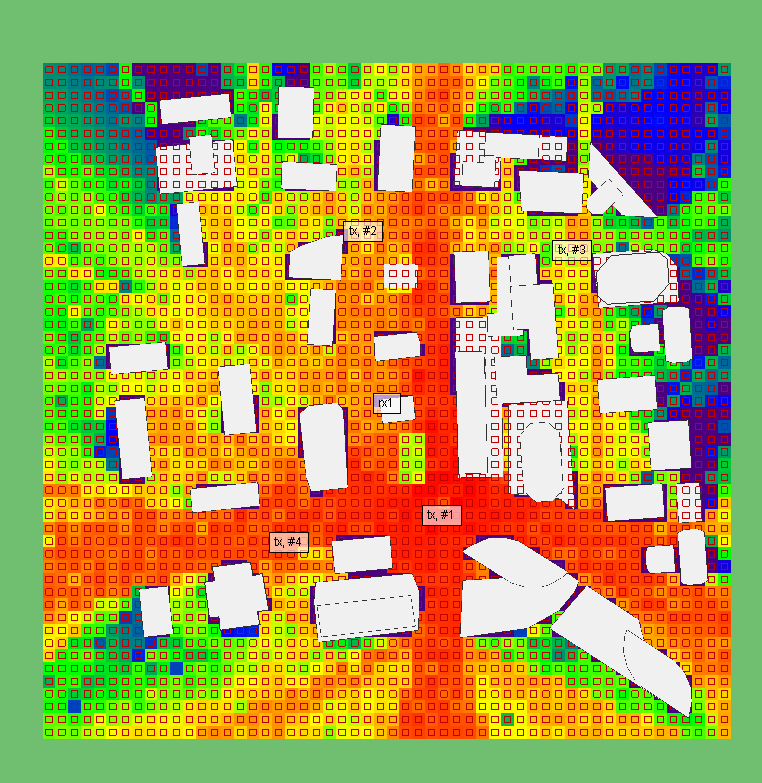 tx, #2
tx, #3
rx1
tx, #1
tx, #4